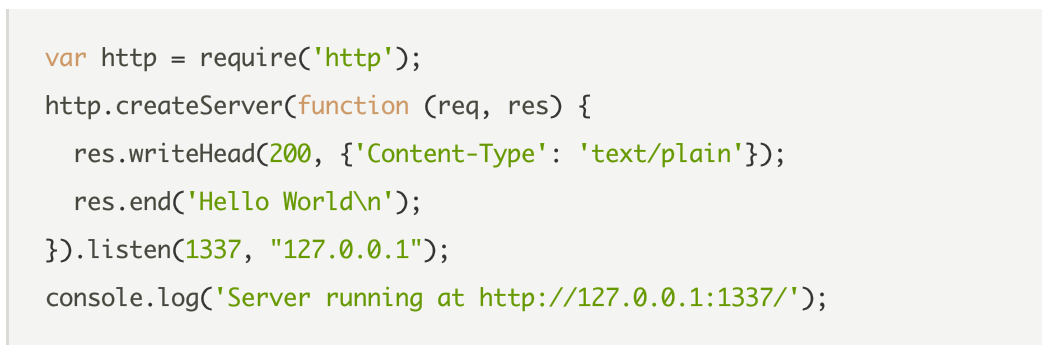 var http = require('http');
http.createServer(function (req, res) {
  res.writeHead(200, {'Content-Type': 'text/plain'});
  res.end('Hello World\n');
}).listen(1337, "127.0.0.1");
console.log('Server running at http://127.0.0.1:1337/');